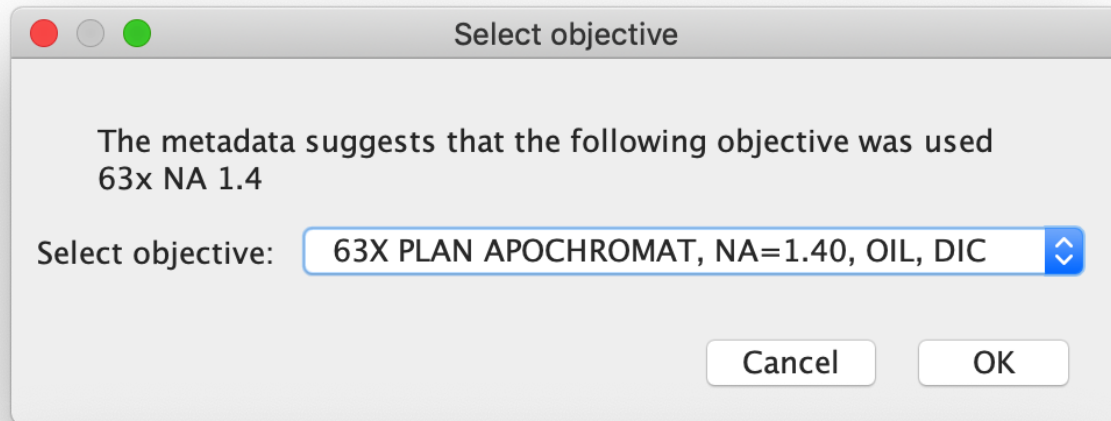 Select objective
The metadata suggests that the following objective was used
63x NA 1.4
Select objective: 63X PLAN APOCHROMAT, NA=1.40, OIL, DIC
Cancel OK